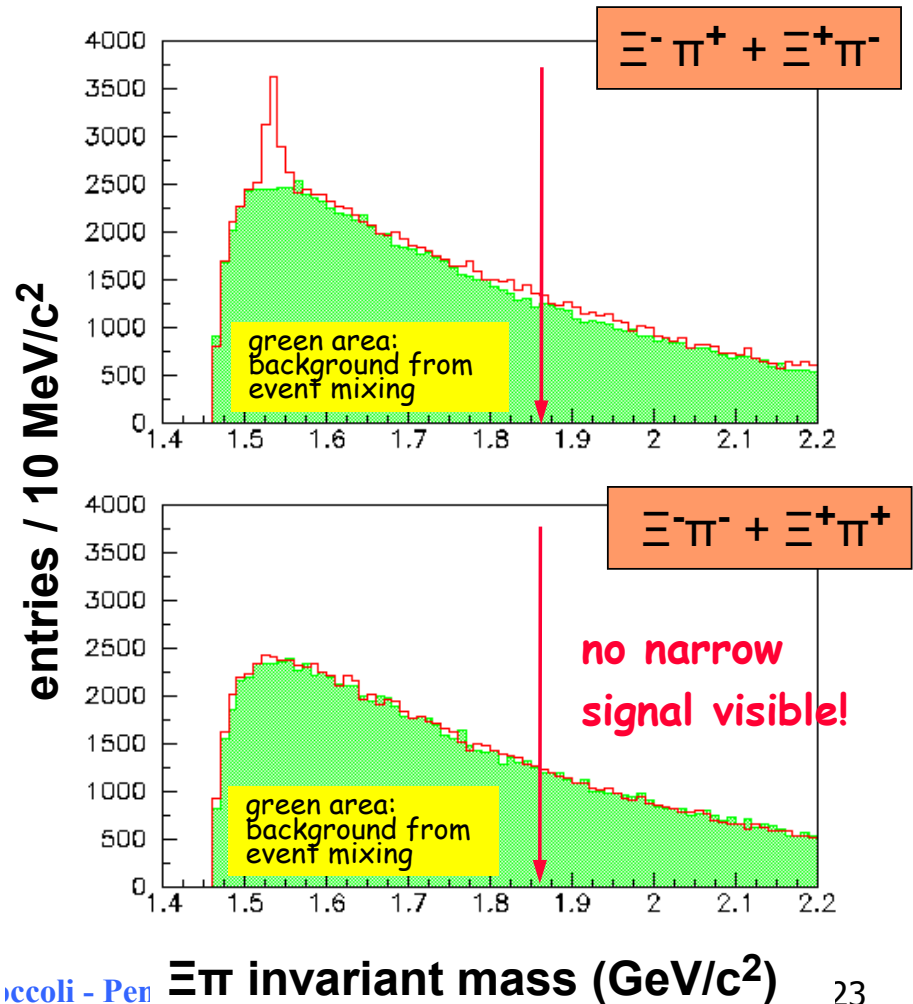 Ξ⁻ π⁺ + Ξ⁺π⁻
4000
3500
3000
2500
2000
1500
1000
500
0
green area:
background from
event mixing
1.4 1.5 1.6 1.7 1.8 1.9 2 2.1 2.2
entries / 10 MeV/c²
Ξ⁻π⁻ + Ξ⁺π⁺
4000
3500
3000
2500
2000
1500
1000
500
0
no narrow
signal visible!
green area:
background from
event mixing
1.4 1.5 1.6 1.7 1.8 1.9 2 2.1 2.2
Ξπ invariant mass (GeV/c²)
23